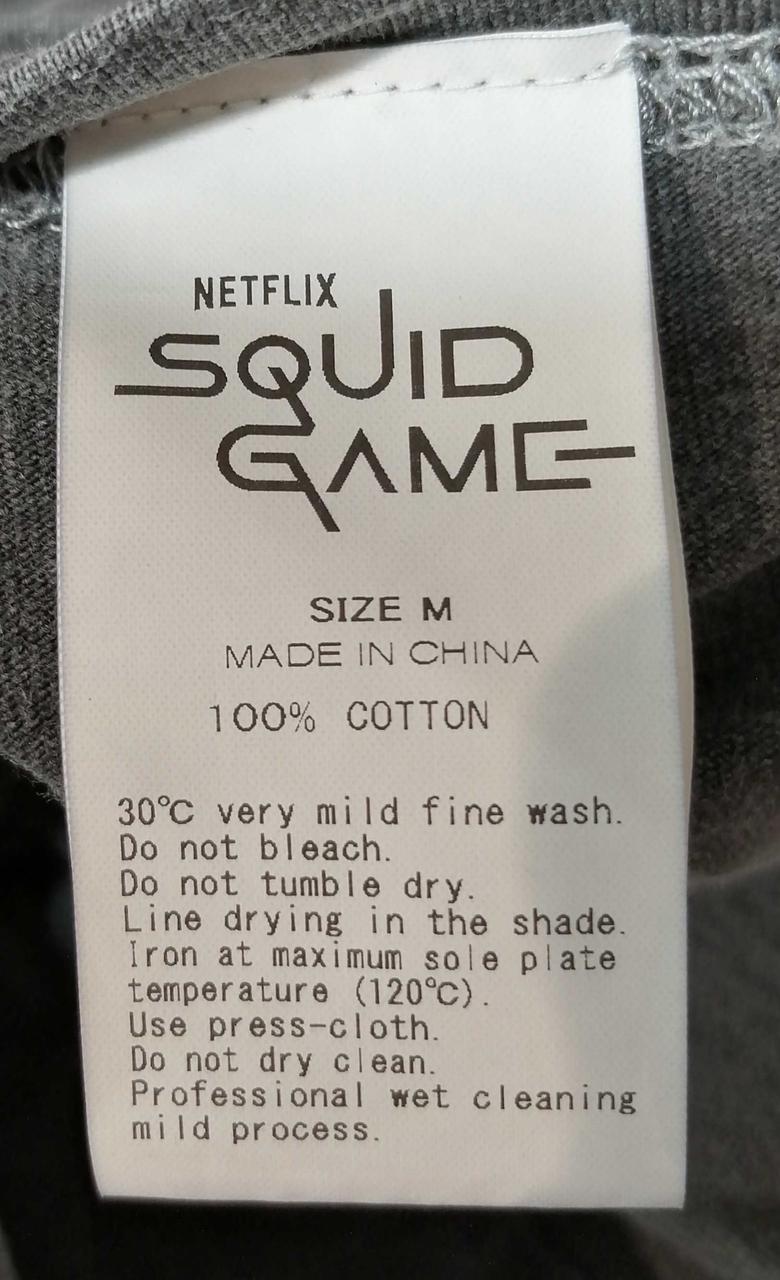 NETFLIX
SQUID
GAME
SIZE M
MADE IN CHINA
100% COTTON
30℃ very mild fine wash.
Do not bleach.
Do not tumble dry.
Line drying in the shade.
Iron at maximum sole plate
temperature (120℃).
Use press-cloth.
Do not dry clean.
Professional wet cleaning
mild process.